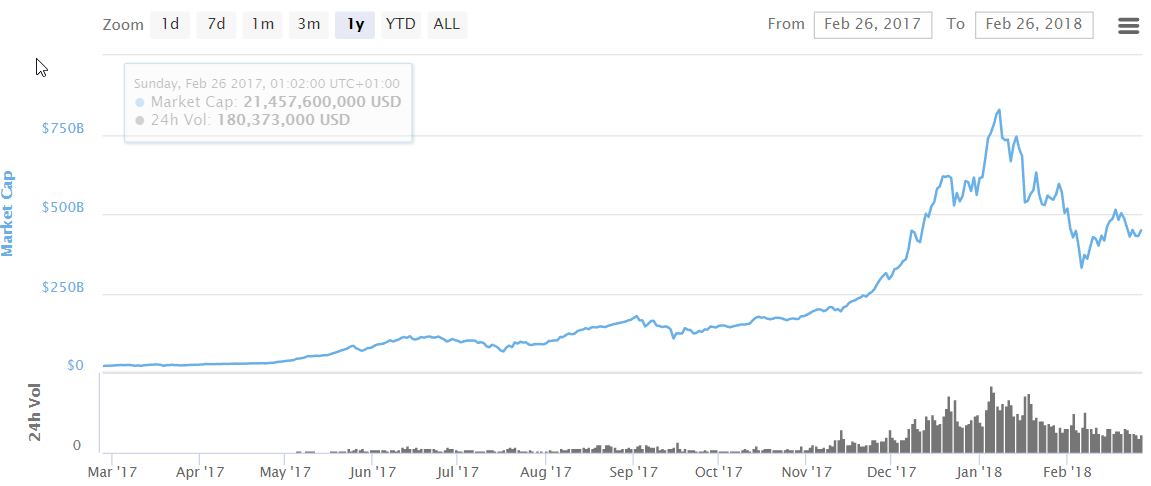 Zoom 1d 7d 1m 3m 1y YTD ALL From Feb 26, 2017 To Feb 26, 2018
Sunday, Feb 26 2017, 01:02:00 UTC+01:00
Market Cap: 21,457,600,000 USD
24h Vol: 180,373,000 USD
$750B
$500B
$250B
$0
Market Cap
24h Vol
0
Mar '17 Apr '17 May '17 Jun '17 Jul '17 Aug '17 Sep '17 Oct '17 Nov '17 Dec '17 Jan '18 Feb '18